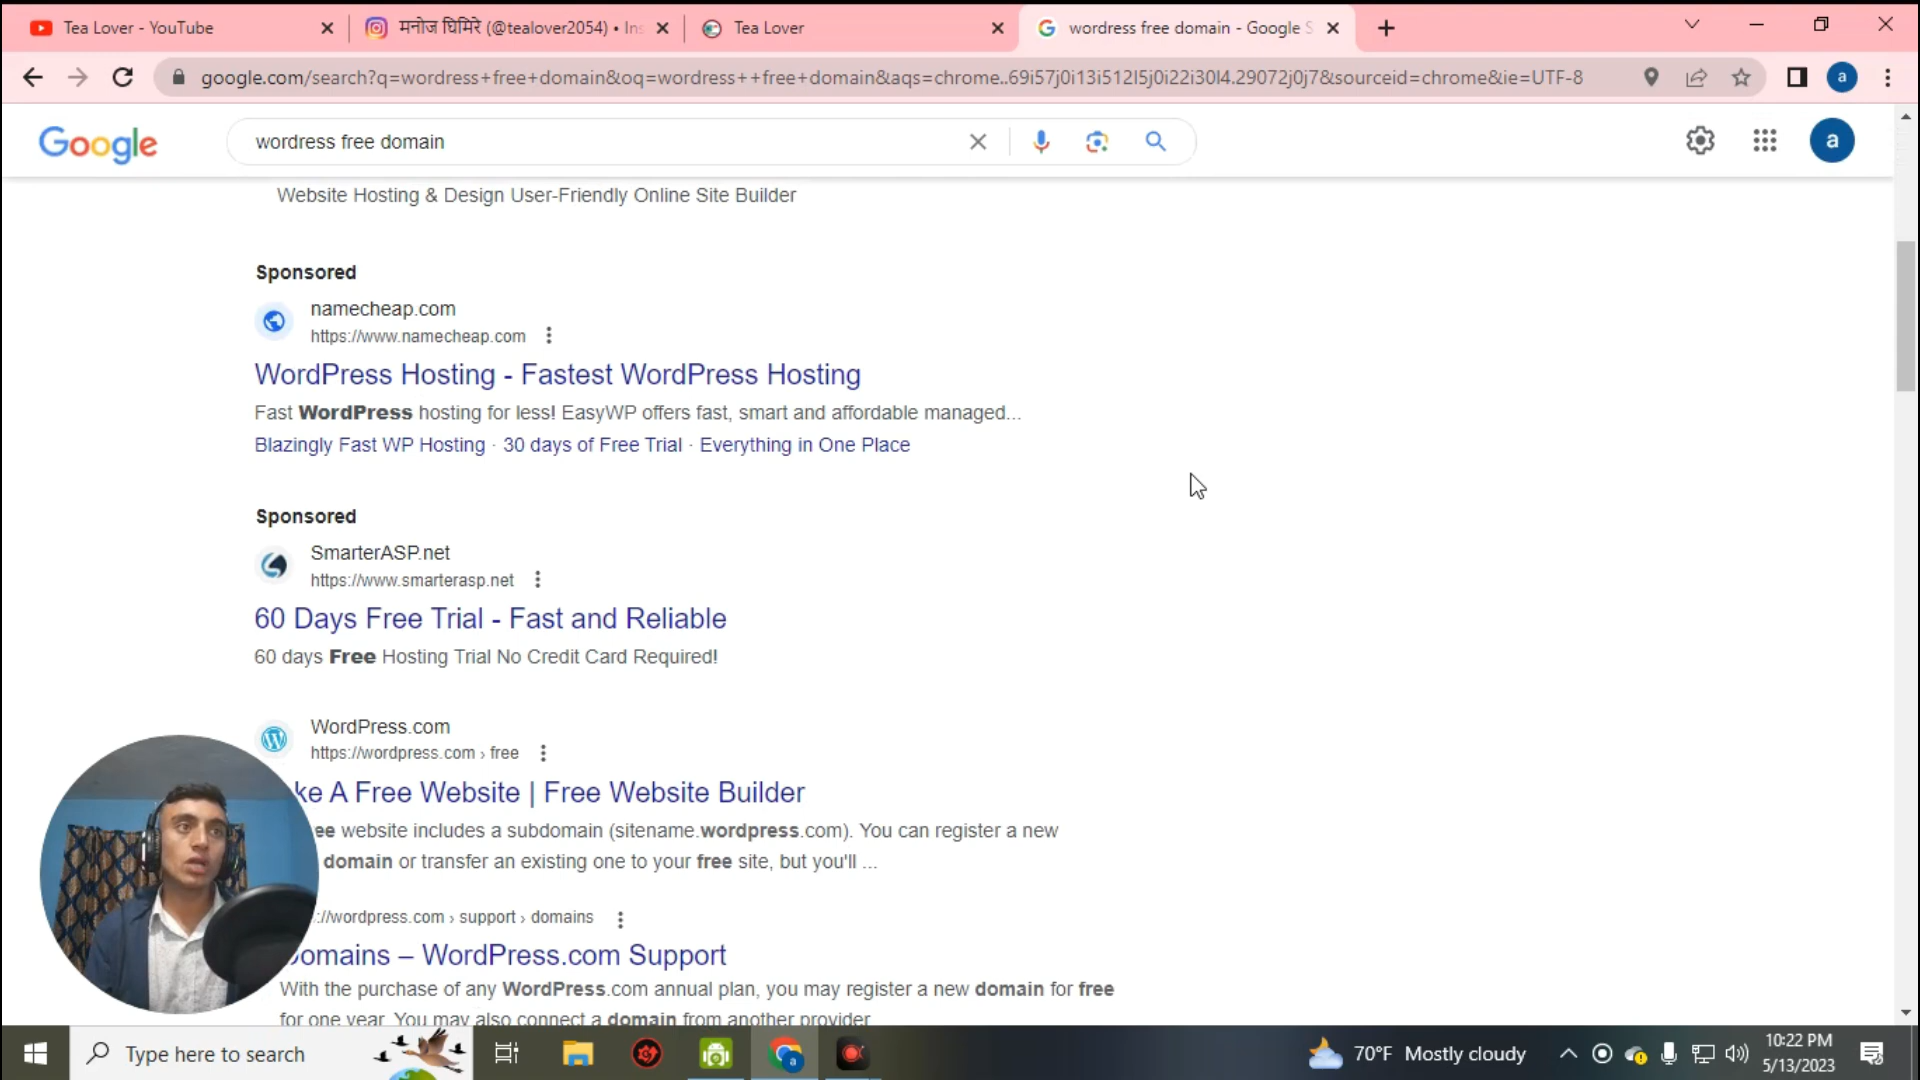 Tea Lover - YouTube
मनोज घिमिरे (@tealover2054) • Ins
Tea Lover
wordress free domain - Google S
google.com/search?q=wordress+free+domain&oq=wordress++free+domain&aqs=chrome..69i57j0i13i512l5j0i22i30l4.29072j0j7&sourceid=chrome&ie=UTF-8
a
Google
wordress free domain
a
Website Hosting & Design User-Friendly Online Site Builder
Sponsored
namecheap.com
https://www.namecheap.com
WordPress Hosting - Fastest WordPress Hosting
Fast WordPress hosting for less! EasyWP offers fast, smart and affordable managed...
Blazingly Fast WP Hosting · 30 days of Free Trial · Everything in One Place
Sponsored
SmarterASP.net
https://www.smarterasp.net
60 Days Free Trial - Fast and Reliable
60 days Free Hosting Trial No Credit Card Required!
WordPress.com
https://wordpress.com › free
ke A Free Website | Free Website Builder
ee website includes a subdomain (sitename.wordpress.com). You can register a new
domain or transfer an existing one to your free site, but you'll ...
://wordpress.com › support › domains
omains – WordPress.com Support
With the purchase of any WordPress.com annual plan, you may register a new domain for free
for one year. You may also connect a domain from another provider
Type here to search
70°F Mostly cloudy
10:22 PM
5/13/2023